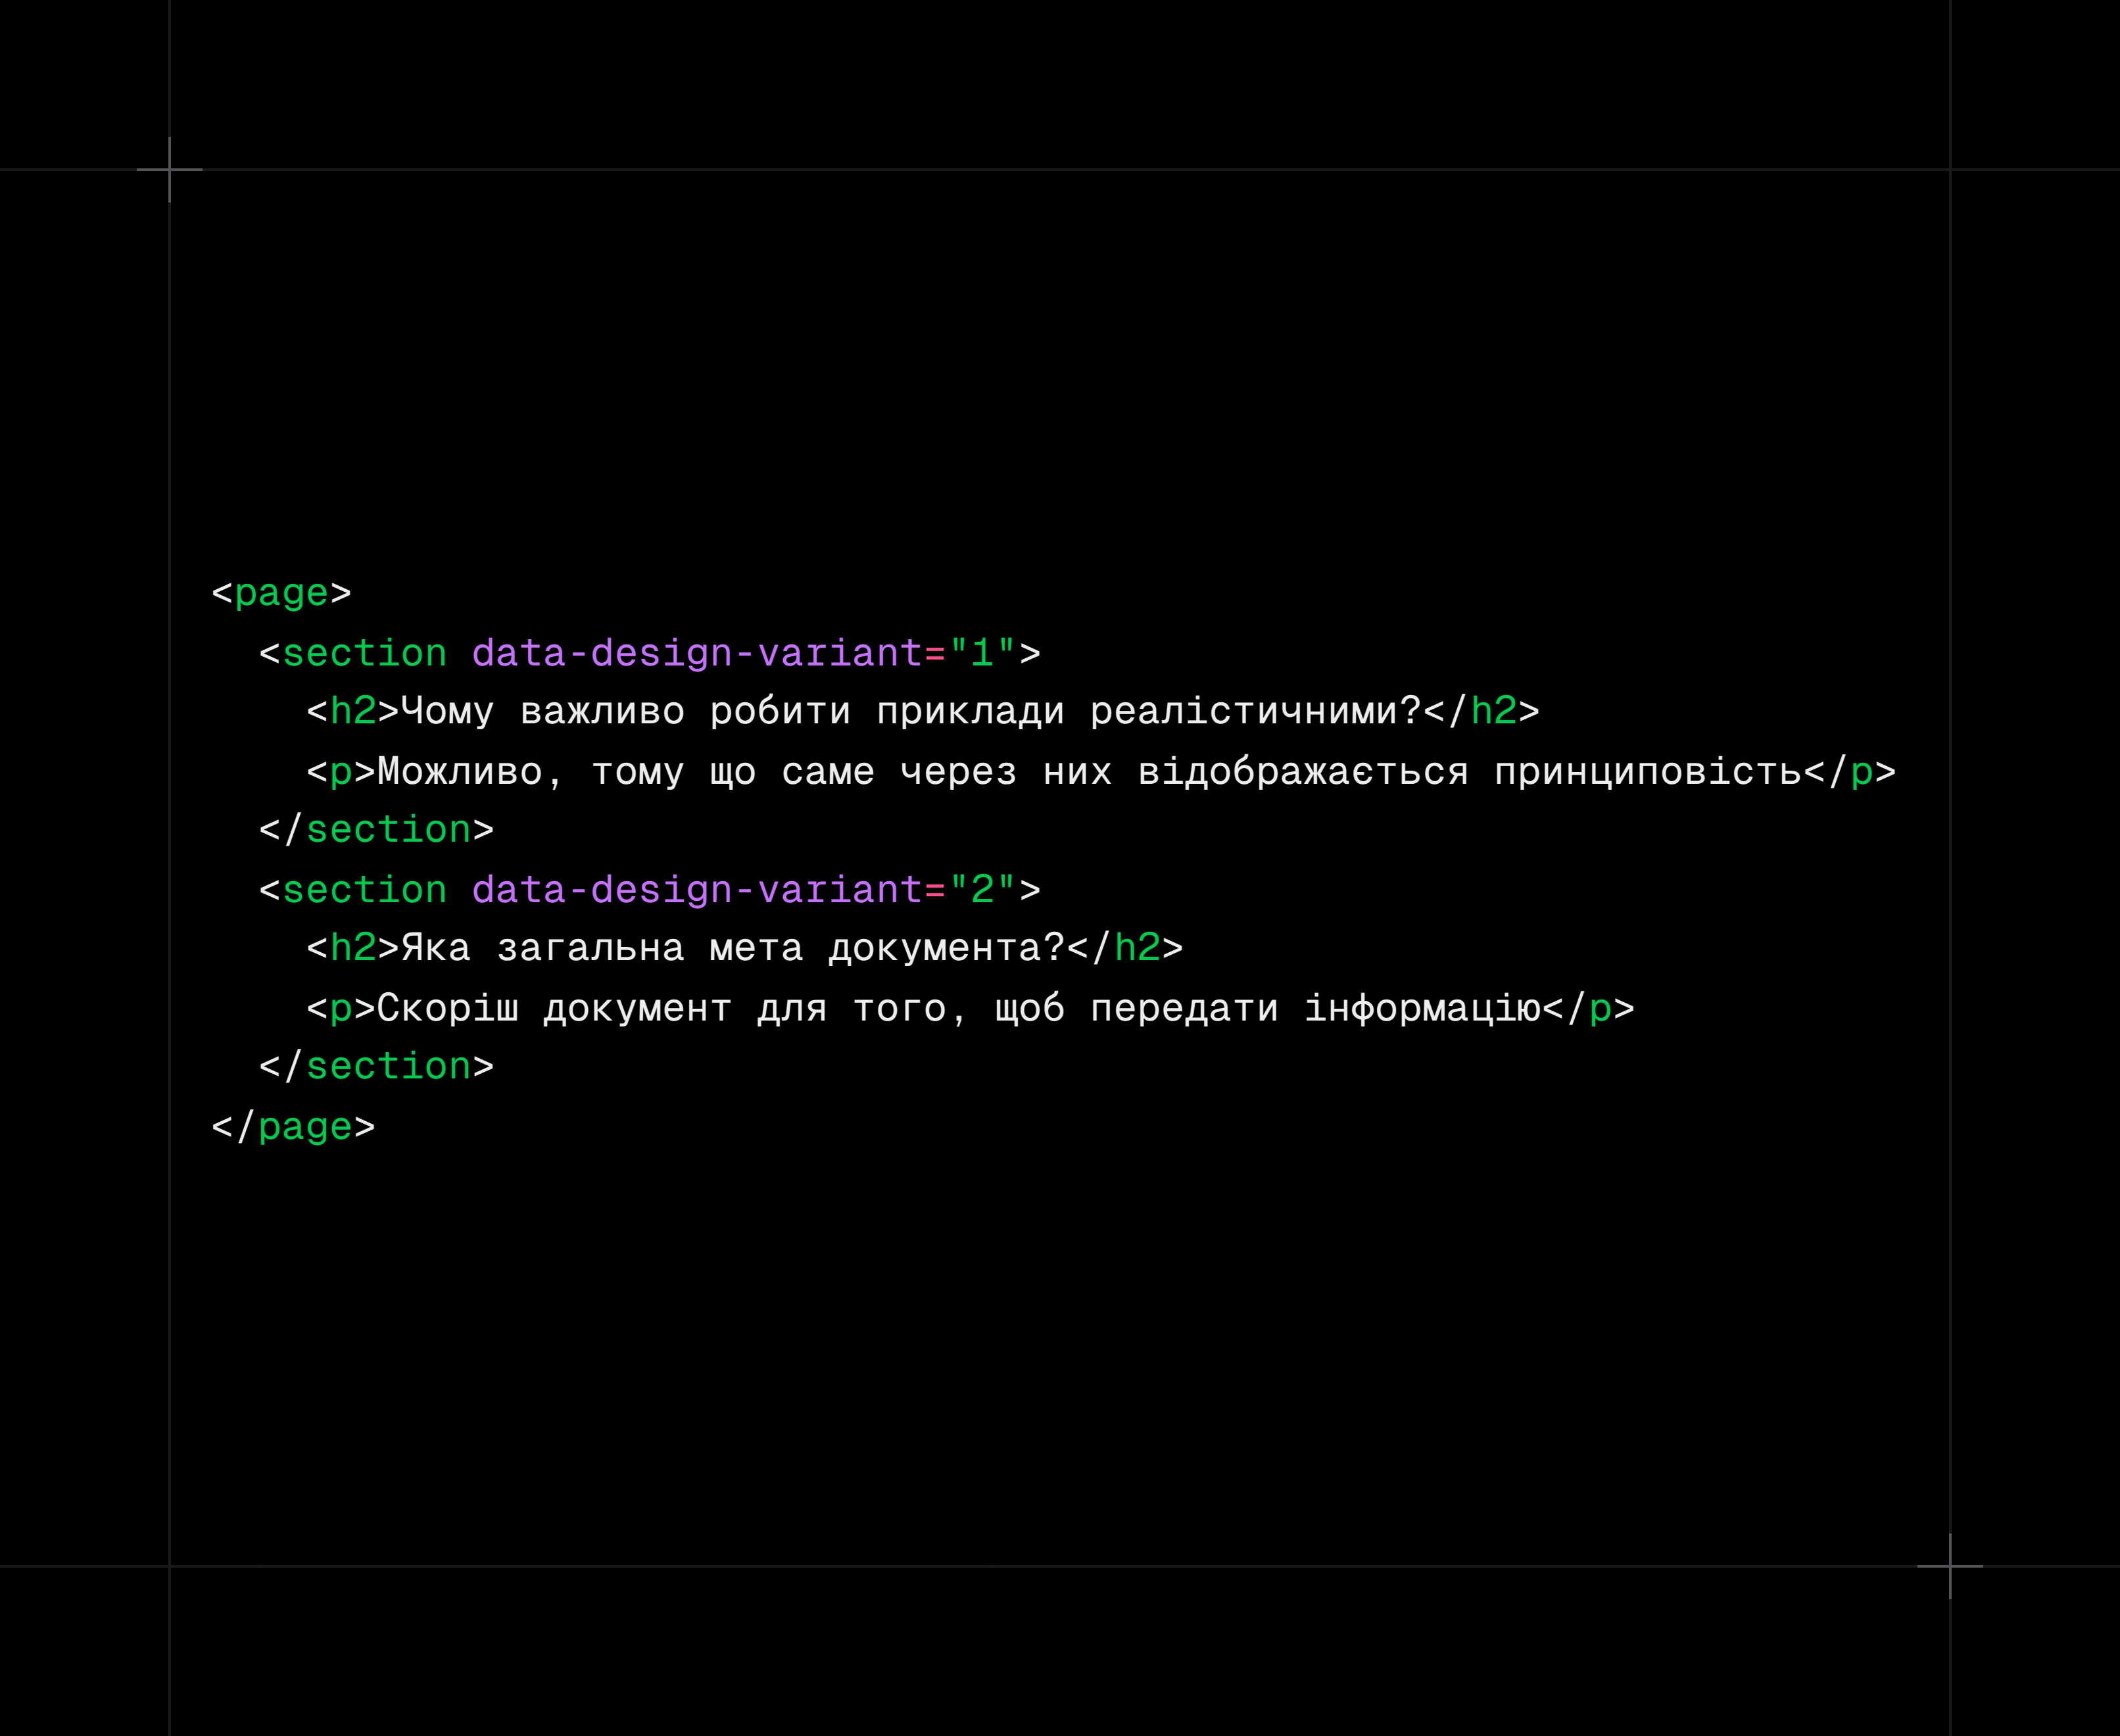 <page>
  <section data-design-variant="1">
    <h2>Чому важливо робити приклади реалістичними?</h2>
    <p>Можливо, тому що саме через них відображається принциповість</p>
  </section>
  <section data-design-variant="2">
    <h2>Яка загальна мета документа?</h2>
    <p>Скоріш документ для того, щоб передати інформацію</p>
  </section>
</page>